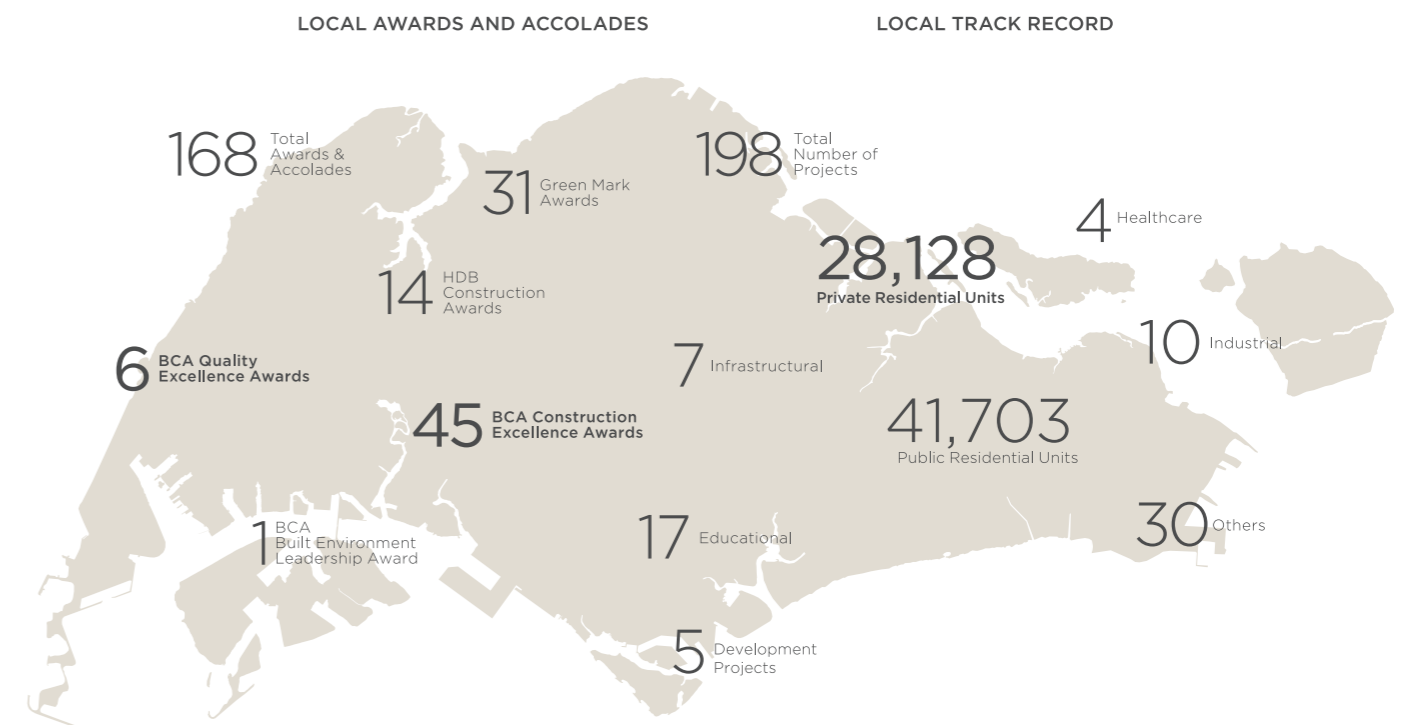 LOCAL AWARDS AND ACCOLADES
168
Total
Awards &
Accolades
31
Green Mark
Awards
14
HDB
Construction
Awards
6
BCA Quality
Excellence Awards
45
BCA Construction
Excellence Awards
1
BCA
Built Environment
Leadership Award
LOCAL TRACK RECORD
198
Total
Number of
Projects
4
Healthcare
28,128
Private Residential Units
10
Industrial
7
Infrastructural
41,703
Public Residential Units
17
Educational
30
Others
5
Development
Projects